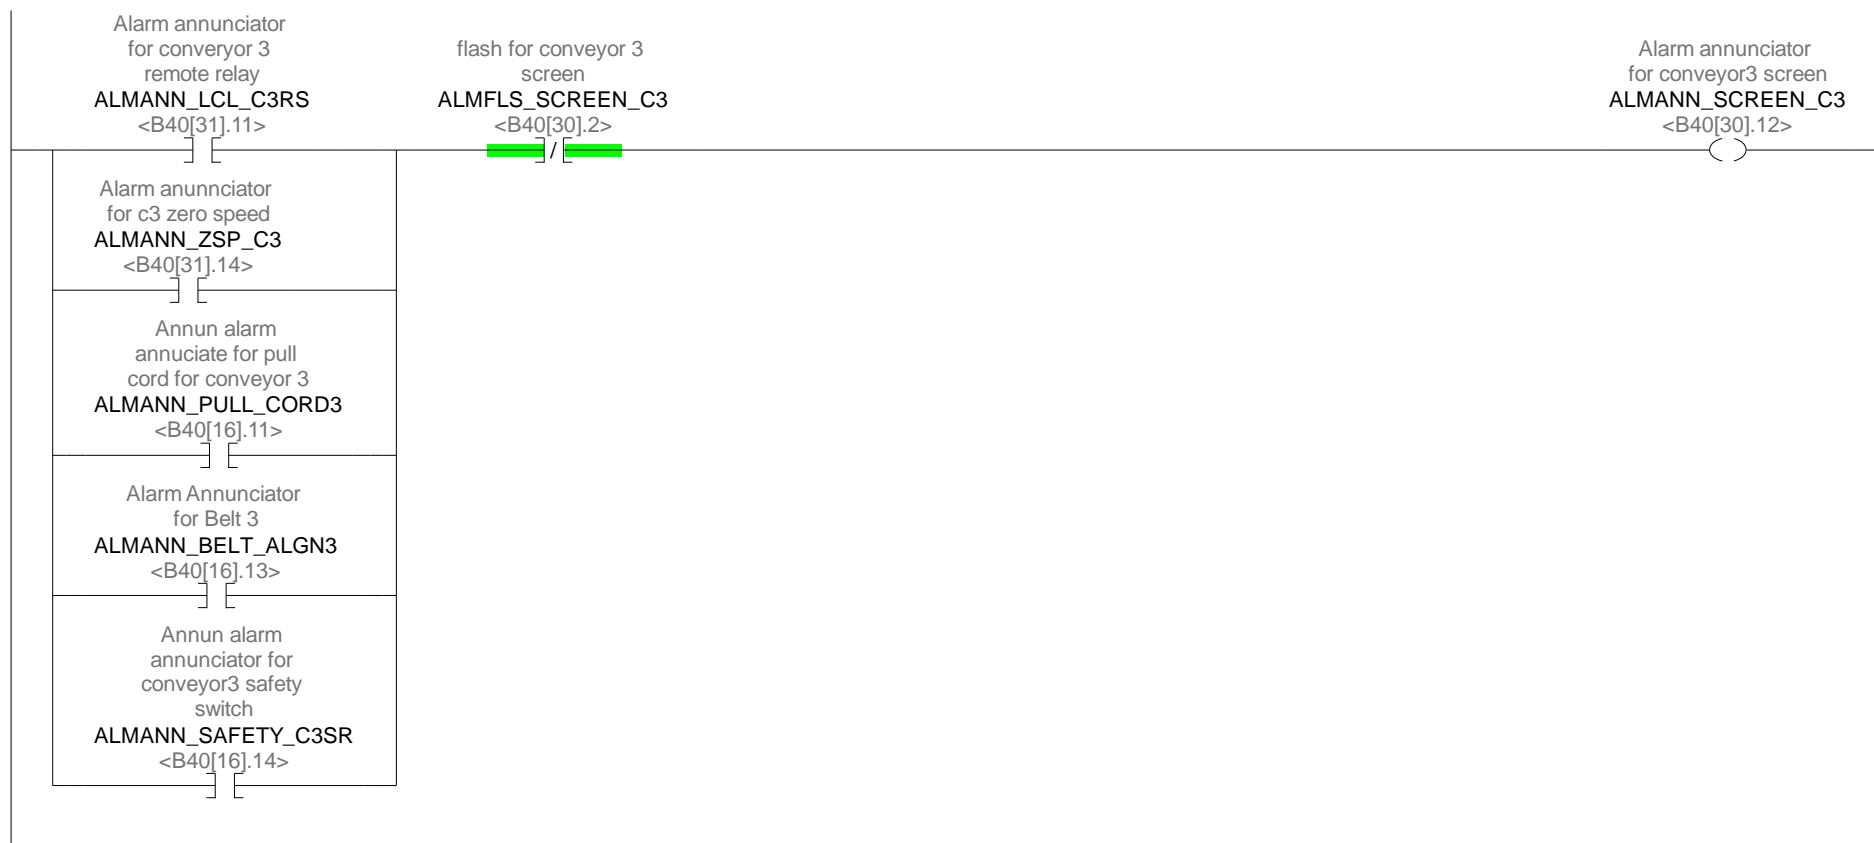 Alarm annunciator
for converyor 3
remote relay
ALMANN_LCL_C3RS
<B40[31].11>
flash for conveyor 3
screen
ALMFLS_SCREEN_C3
<B40[30].2>
/
Alarm annunciator
for conveyor3 screen
ALMANN_SCREEN_C3
<B40[30].12>
Alarm anunnciator
for c3 zero speed
ALMANN_ZSP_C3
<B40[31].14>
Annun alarm
annuciate for pull
cord for conveyor 3
ALMANN_PULL_CORD3
<B40[16].11>
Alarm Annunciator
for Belt 3
ALMANN_BELT_ALGN3
<B40[16].13>
Annun alarm
annunciator for
conveyor3 safety
switch
ALMANN_SAFETY_C3SR
<B40[16].14>